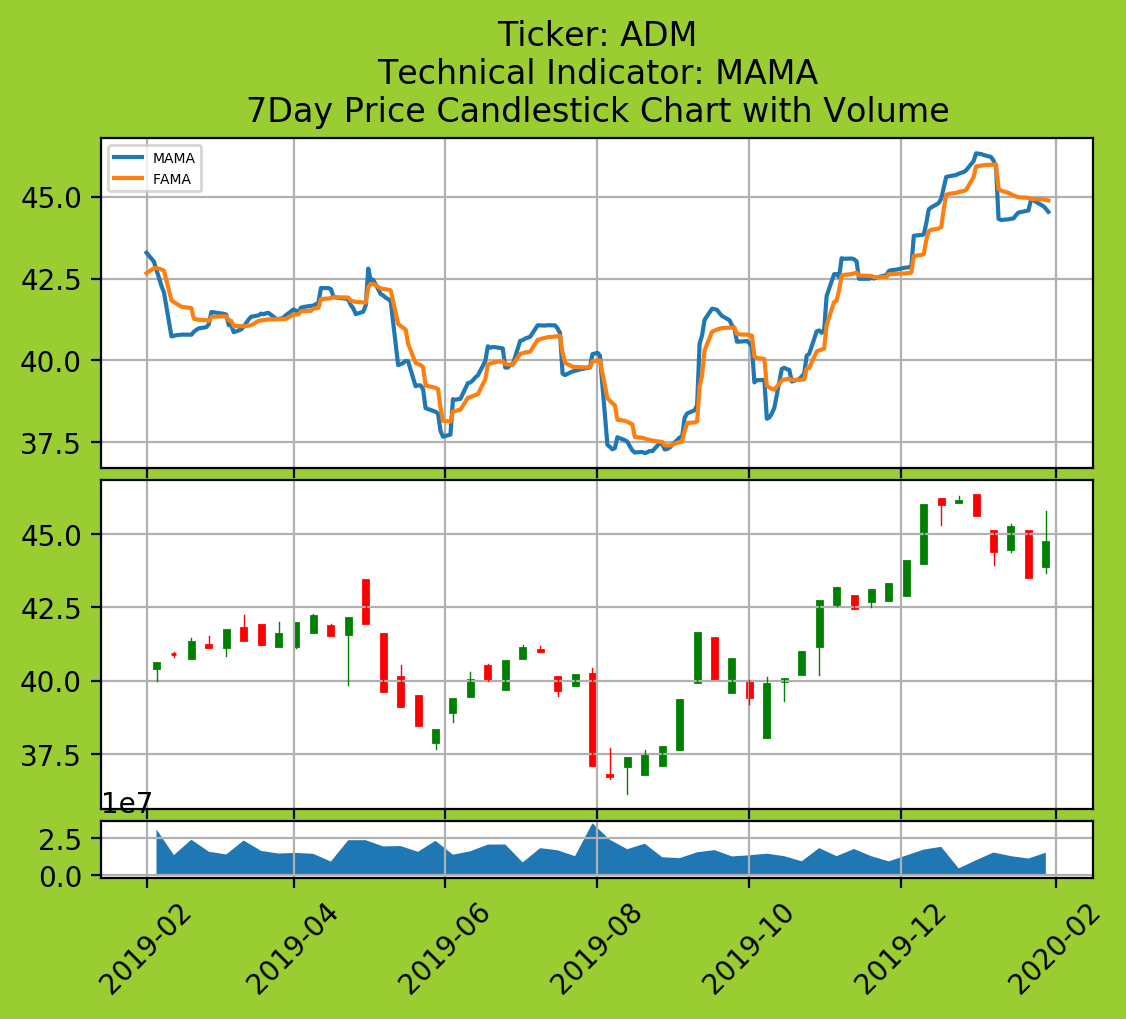 Ticker: ADM
Technical Indicator: MAMA
7Day Price Candlestick Chart with Volume
MAMA
FAMA
45.0
42.5
40.0
37.5
45.0
42.5
40.0
37.5
1e7
2.5
0.0
2019-02
2019-04
2019-06
2019-08
2019-10
2019-12
2020-02